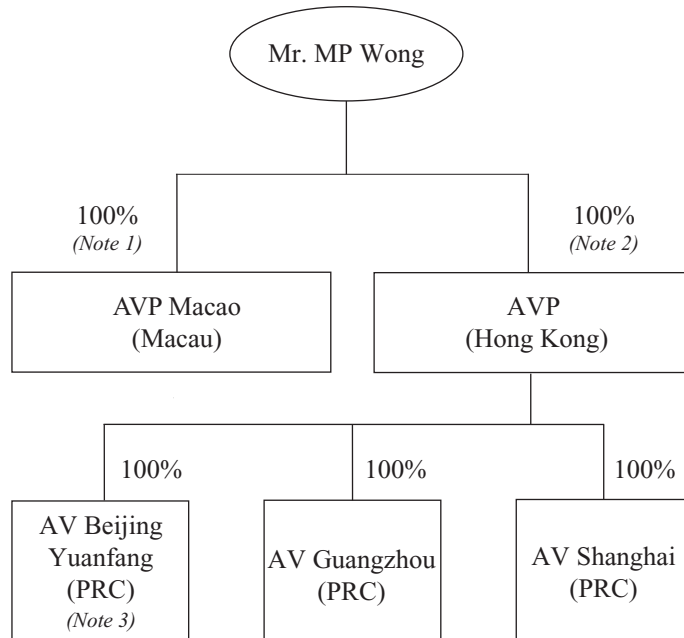 Mr. MP Wong
100%
(Note 1)
100%
(Note 2)
AVP Macao
(Macau)
AVP
(Hong Kong)
100%
100%
100%
AV Beijing
Yuanfang
(PRC)
(Note 3)
AV Guangzhou
(PRC)
AV Shanghai
(PRC)